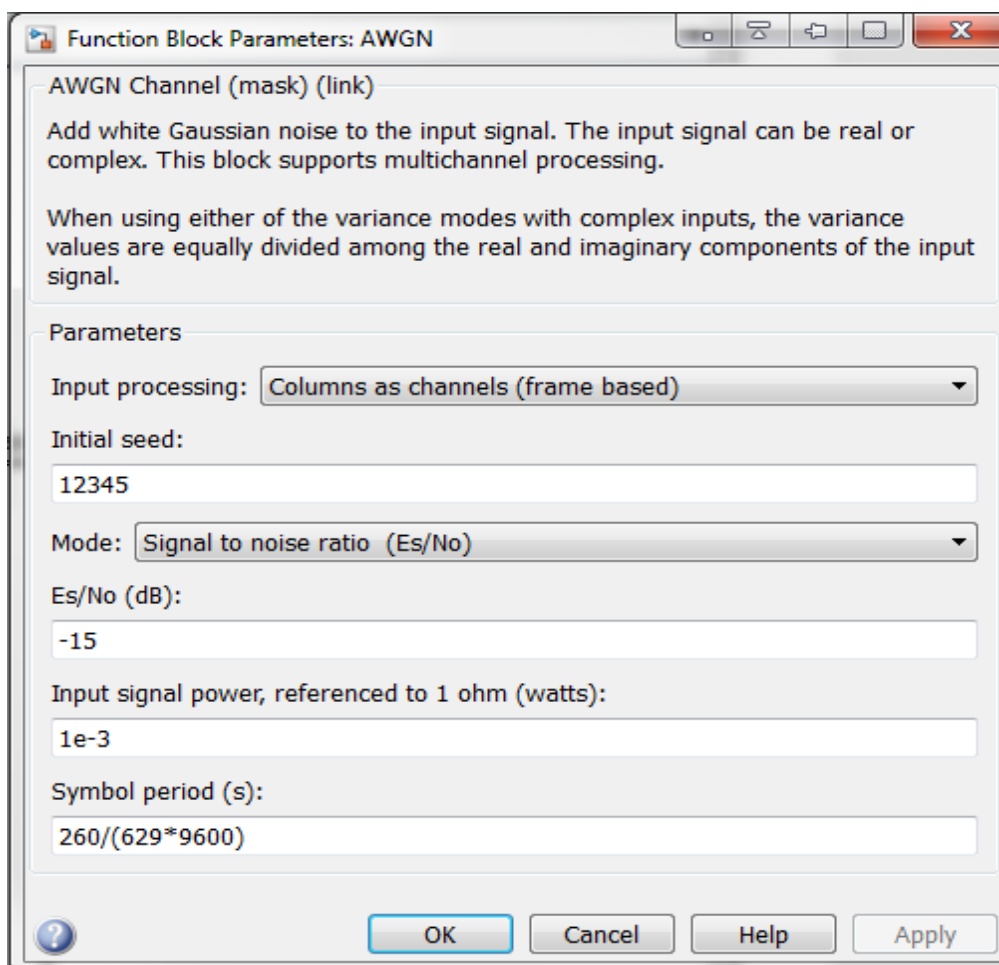 Function Block Parameters: AWGN
AWGN Channel (mask) (link)
Add white Gaussian noise to the input signal. The input signal can be real or
complex. This block supports multichannel processing.
When using either of the variance modes with complex inputs, the variance
values are equally divided among the real and imaginary components of the input
signal.
Parameters
Input processing: Columns as channels (frame based)
Initial seed:
12345
Mode: Signal to noise ratio (Es/No)
Es/No (dB):
-15
Input signal power, referenced to 1 ohm (watts):
1e-3
Symbol period (s):
260/(629*9600)
? OK Cancel Help Apply